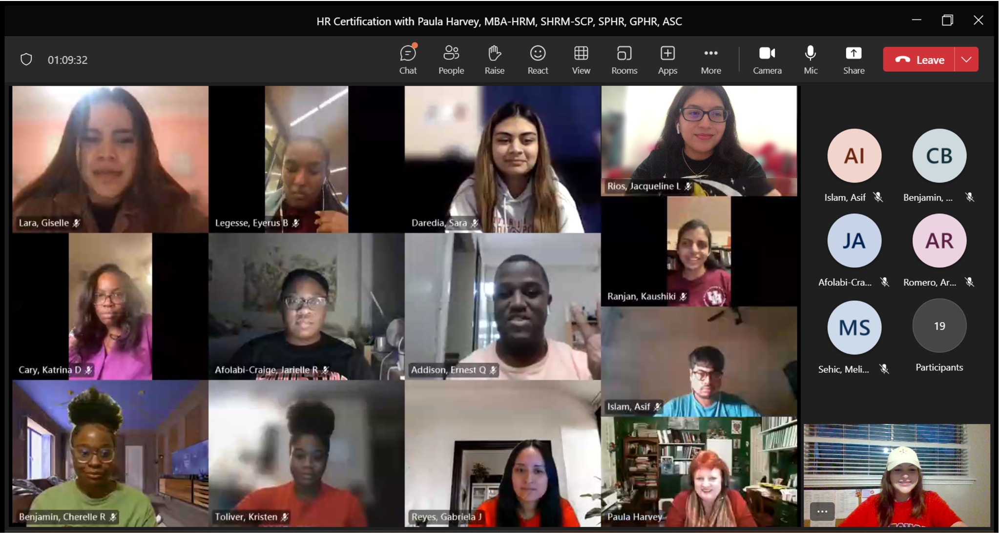 HR Certification with Paula Harvey, MBA-HRM, SHRM-SCP, SPHR, GPHR, ASC
01:09:32
Chat People Raise React View Rooms Apps More Camera Mic Share Leave
Lara, Giselle
Legesse, Eyerus B
Daredia, Sara
Rios, Jacqueline L
Ranjan, Kaushiki
Cary, Katrina D
Afolabi-Craige, Jarielle R
Addison, Ernest Q
Islam, Asif
Benjamin, Cherelle R
Toliver, Kristen
Reyes, Gabriela J
Paula Harvey
AI CB
Islam, Asif Benjamin, ...
JA AR
Afolabi-Cra... Romero, Ar...
MS 19
Sehic, Meli... Participants